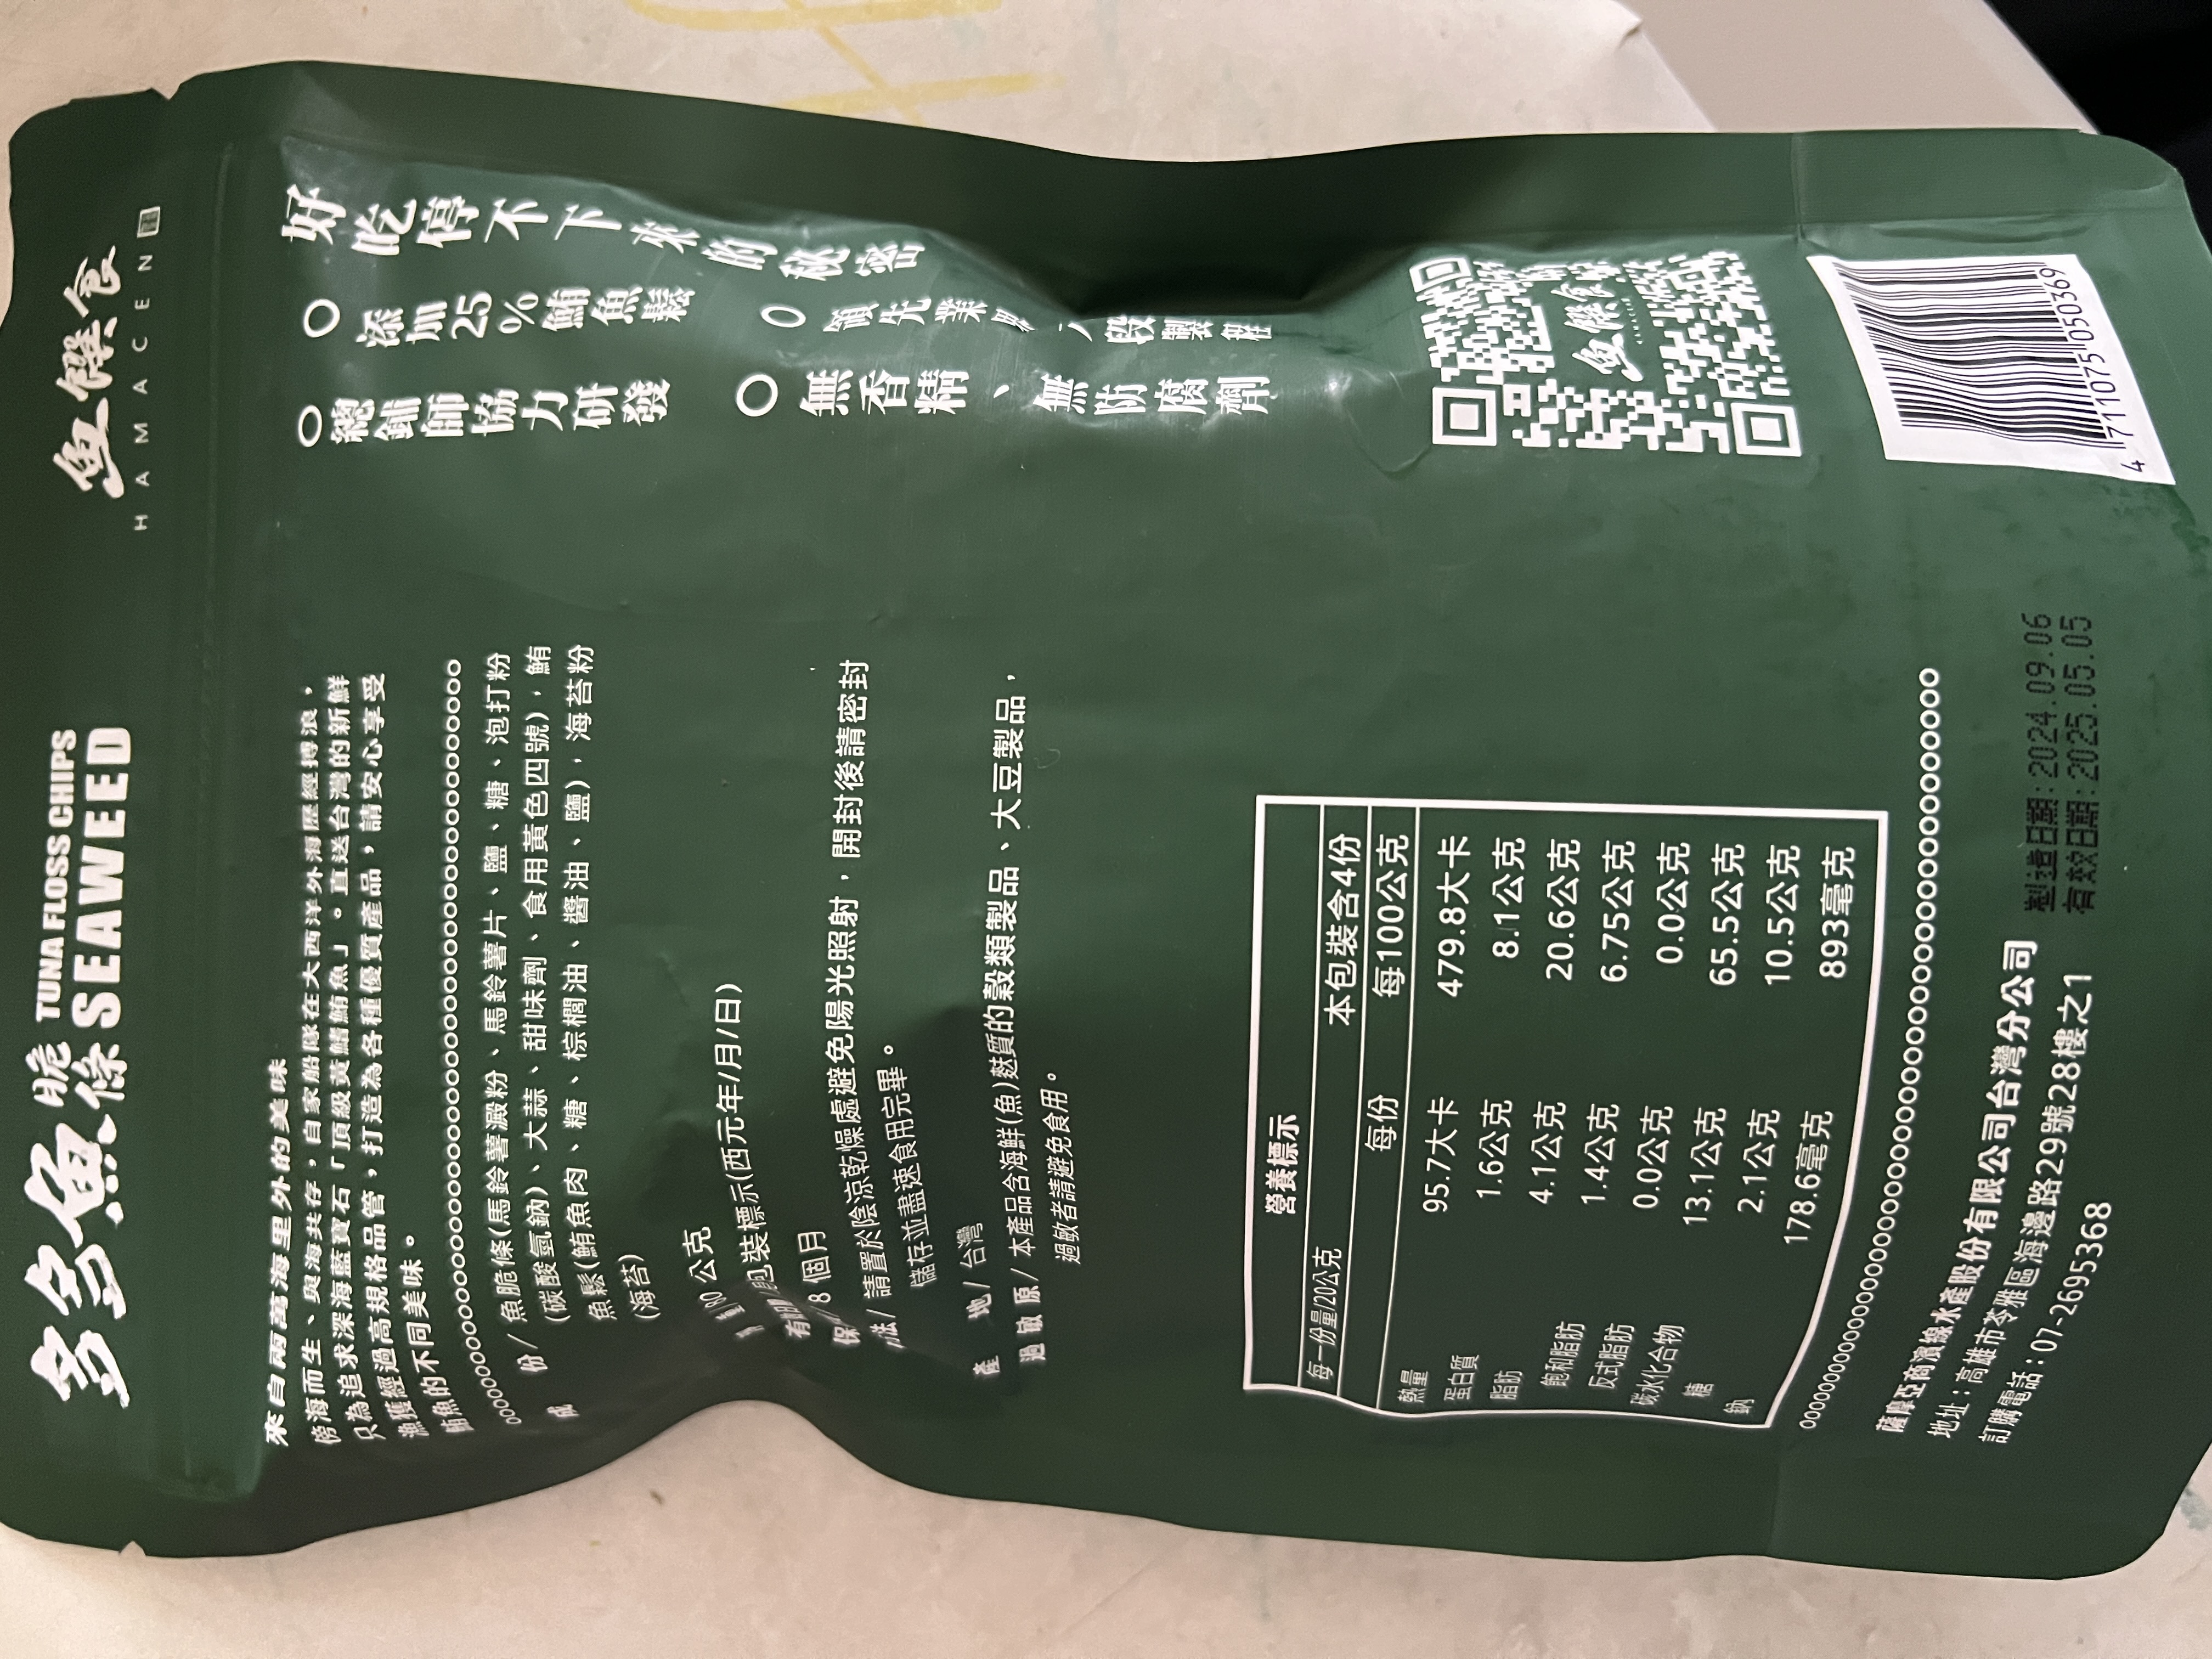 多多魚脆條
TUNA FLOSS CHIPS
SEAWEED
魚饌食
HAMACEN
好吃停不下來的秘密
添加25%鮪魚鬆
總鋪師協力研發
領先業界 段製程
無香精、無防腐劑
來自兩萬海里外的美味
傍海而生、與海共存,自家船隊在大西洋外海歷經搏浪,
只為追求深海藍寶石「頂級黃鰭鮪魚」。直送台灣的新鮮
漁獲經過高規格品管,打造為各種優質產品,請安心享受
鮪魚的不同美味。
成 份/ 魚脆條(馬鈴薯澱粉、馬鈴薯薯片、鹽、糖、泡打粉
(碳酸氫鈉)、大蒜、甜味劑、食用黃色四號),鮪
魚鬆(鮪魚肉、糖、棕櫚油、醬油、鹽),海苔粉
(海苔)
80 公克
包裝標示(西元年/月/日)
8 個月
法/ 請置於陰涼乾燥處避免陽光照射,開封後請密封
儲存並盡速食用完畢。
產 地/ 台灣
過 敏 原/ 本產品含海鮮(魚)麩質的穀類製品、大豆製品,
過敏者請避免食用。
營養標示
每一份量/20公克 本包裝含4份
每份 每100公克
熱量 95.7大卡 479.8大卡
蛋白質 1.6公克 8.1公克
脂肪 4.1公克 20.6公克
飽和脂肪 1.4公克 6.75公克
反式脂肪 0.0公克 0.0公克
碳水化合物 13.1公克 65.5公克
糖 2.1公克 10.5公克
鈉 178.6毫克 893毫克
薩摩亞商濱線水產股份有限公司台灣分公司
地址:高雄市苓雅區海邊路29號28樓之1
訂購電話:07-2695368
製造日期:2024.09.06
有效日期:2025.05.05
魚饌食
4 711075 050369